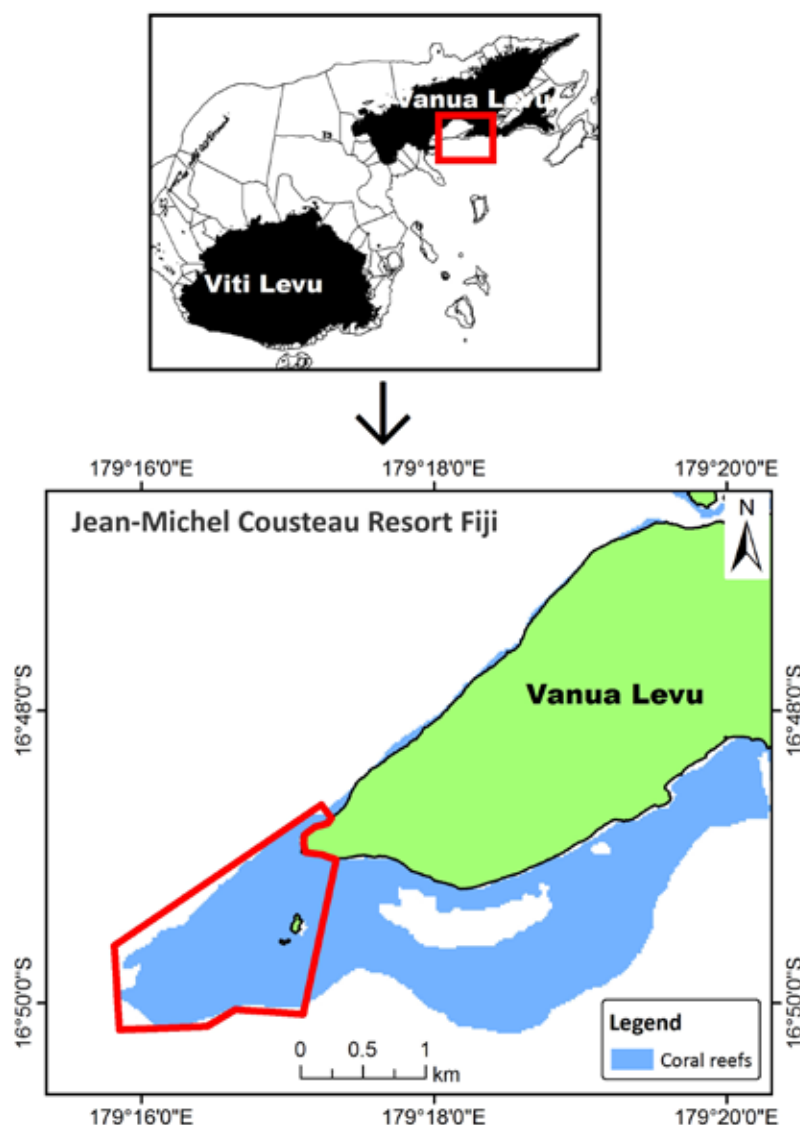 Vanua Levu
Viti Levu
179°16'0"E 179°18'0"E 179°20'0"E
Jean-Michel Cousteau Resort Fiji
N
16°48'0"S 16°48'0"S
Vanua Levu
16°50'0"S 16°50'0"S
0 0.5 1
km
Legend
Coral reefs
179°16'0"E 179°18'0"E 179°20'0"E